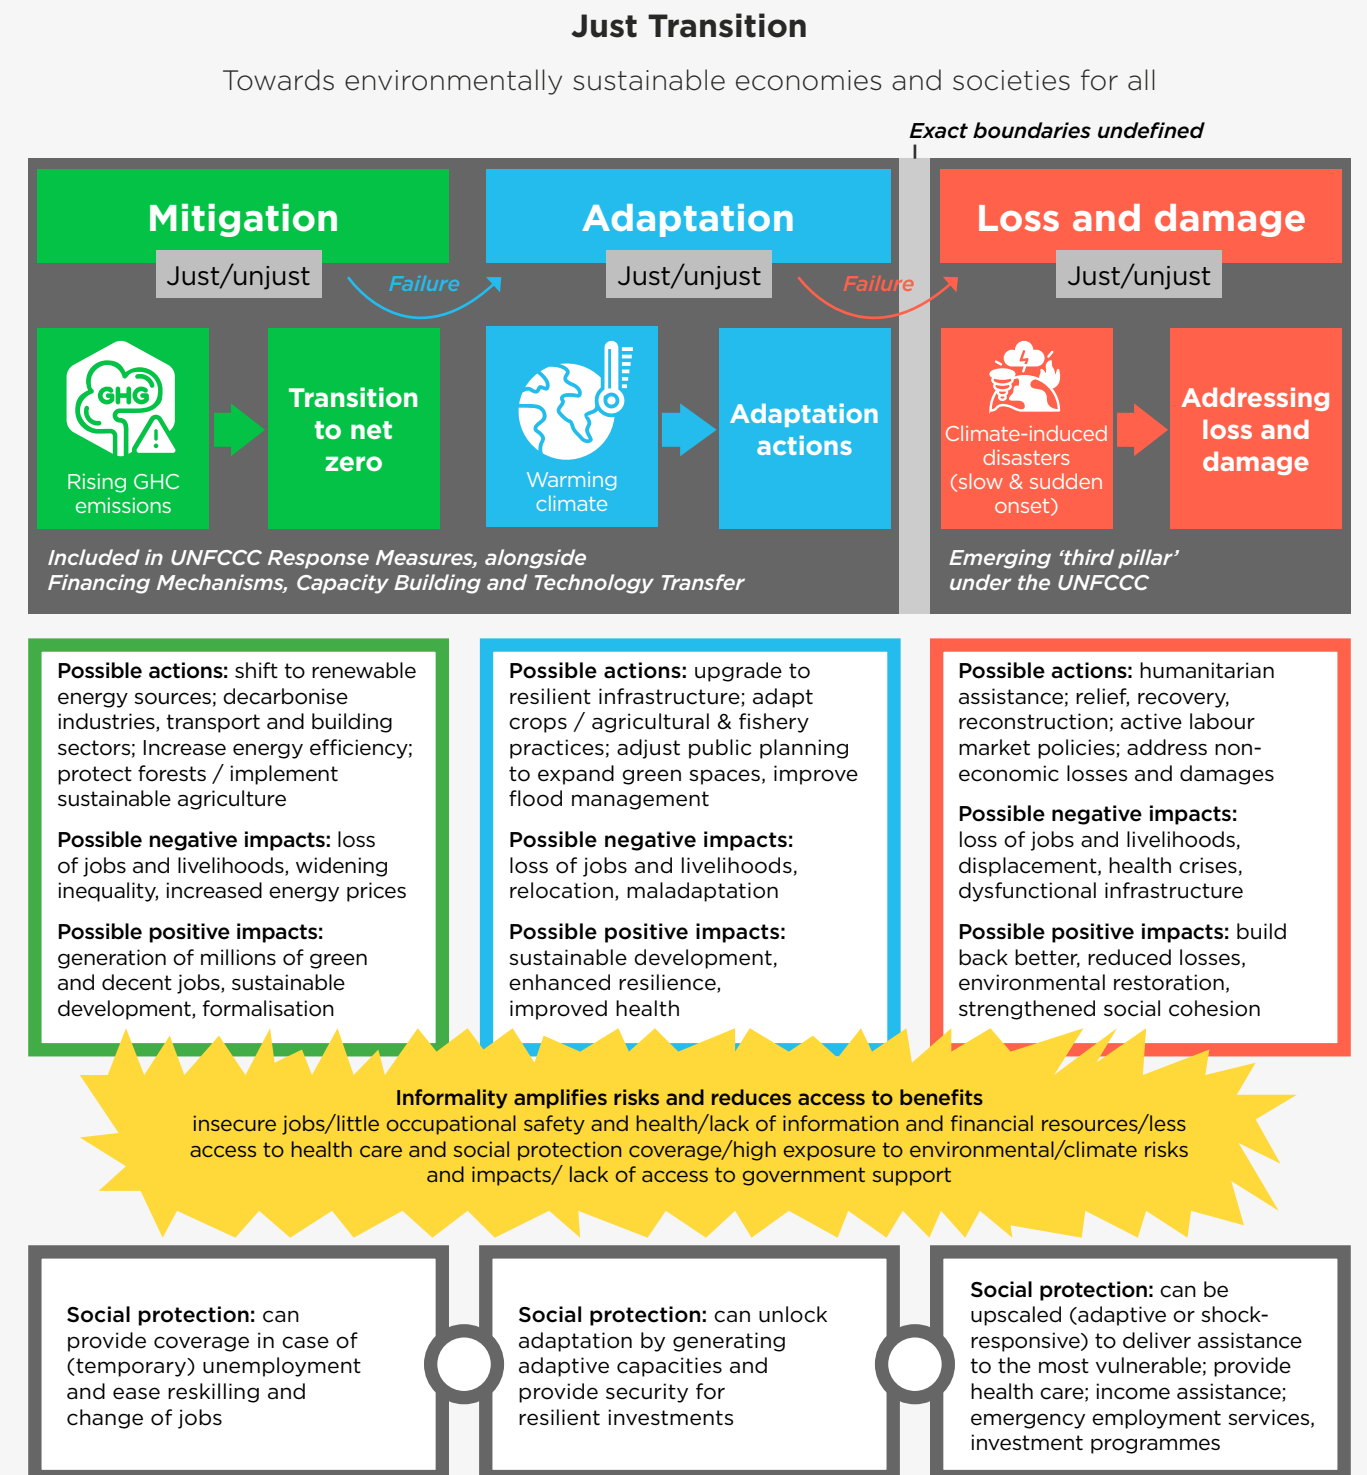 Just Transition
Towards environmentally sustainable economies and societies for all
Exact boundaries undefined
Mitigation
Just/unjust
Failure
Adaptation
Just/unjust
Failure
Loss and damage
Just/unjust
GHG
Rising GHC
emissions
Transition
to net
zero
Warming
climate
Adaptation
actions
Climate-induced
disasters
(slow & sudden
onset)
Addressing
loss and
damage
Included in UNFCCC Response Measures, alongside
Financing Mechanisms, Capacity Building and Technology Transfer
Emerging ‘third pillar’
under the UNFCCC
Possible actions: shift to renewable
energy sources; decarbonise
industries, transport and building
sectors; Increase energy efficiency;
protect forests / implement
sustainable agriculture
Possible negative impacts: loss
of jobs and livelihoods, widening
inequality, increased energy prices
Possible positive impacts:
generation of millions of green
and decent jobs, sustainable
development, formalisation
Possible actions: upgrade to
resilient infrastructure; adapt
crops / agricultural & fishery
practices; adjust public planning
to expand green spaces, improve
flood management
Possible negative impacts:
loss of jobs and livelihoods,
relocation, maladaptation
Possible positive impacts:
sustainable development,
enhanced resilience,
improved health
Possible actions: humanitarian
assistance; relief, recovery,
reconstruction; active labour
market policies; address non-
economic losses and damages
Possible negative impacts:
loss of jobs and livelihoods,
displacement, health crises,
dysfunctional infrastructure
Possible positive impacts: build
back better, reduced losses,
environmental restoration,
strengthened social cohesion
Informality amplifies risks and reduces access to benefits
insecure jobs/little occupational safety and health/lack of information and financial resources/less
access to health care and social protection coverage/high exposure to environmental/climate risks
and impacts/ lack of access to government support
Social protection: can
provide coverage in case of
(temporary) unemployment
and ease reskilling and
change of jobs
Social protection: can unlock
adaptation by generating
adaptive capacities and
provide security for
resilient investments
Social protection: can be
upscaled (adaptive or shock-
responsive) to deliver assistance
to the most vulnerable; provide
health care; income assistance;
emergency employment services,
investment programmes